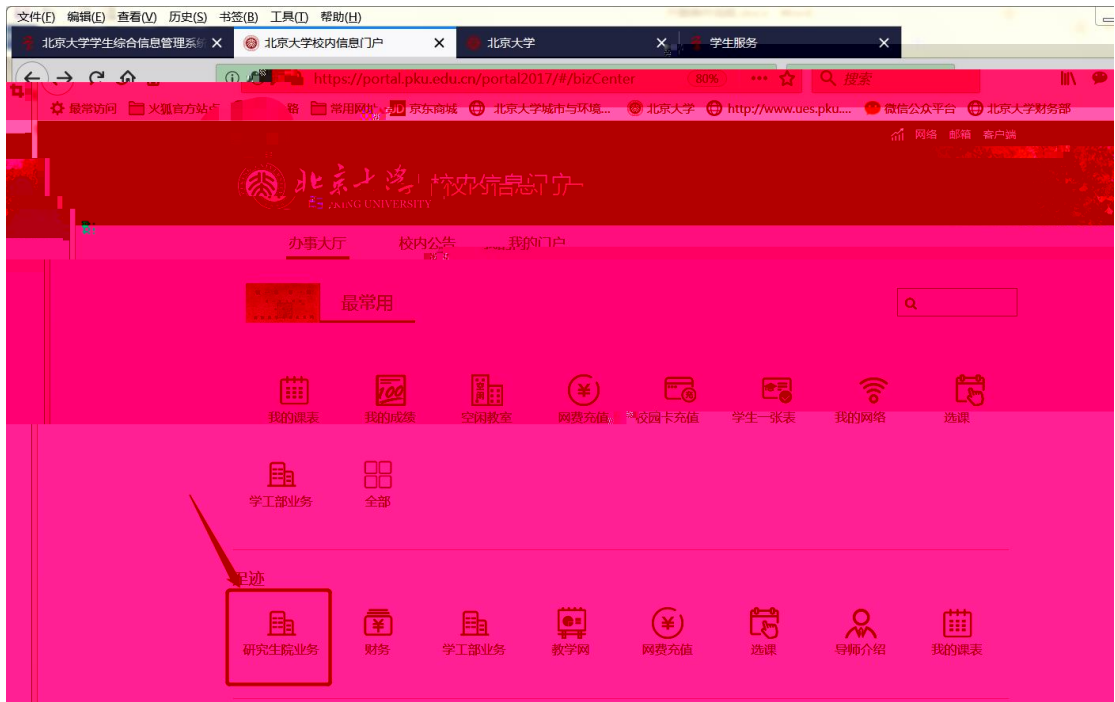 文件(F) 编辑(E) 查看(V) 历史(S) 书签(B) 工具(T) 帮助(H)
北京大学学生综合信息管理系统 北京大学校内信息门户 北京大学 学生服务
https://portal.pku.edu.cn/portal2017/#/bizCenter 80% 搜索
最常访问 火狐官方站点 常用网址 JD 京东商城 北京大学城市与环境... 北京大学 http://www.ues.pku.... 微信公众平台 北京大学财务部
网络 邮箱 客户端
北京大学 校内信息门户
UNIVERSITY
办事大厅 校内公告 我的门户
最常用
我的课表 我的成绩 空闲教室 网费充值 校园卡充值 学生一张表 我的网络 选课
学工部业务 全部
足迹
研究生院业务 财务 学工部业务 教学网 网费充值 选课 导师介绍 我的课表